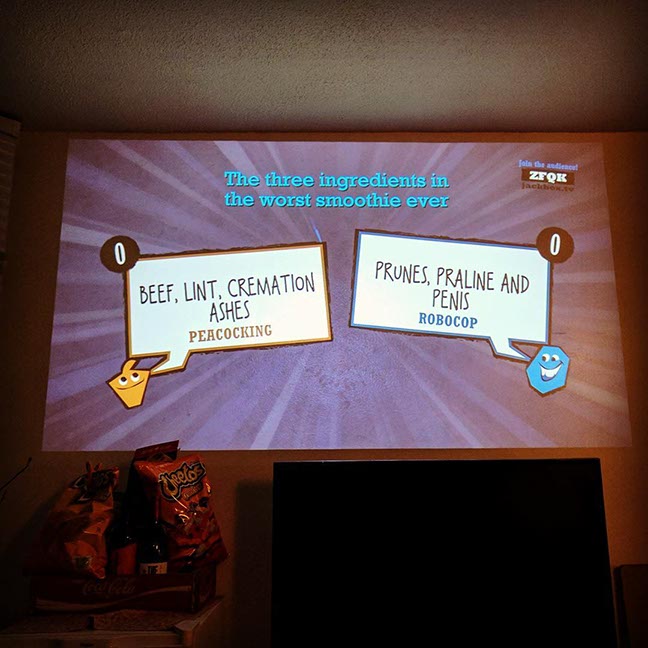 Join the audience!
ZFQK
jackbox.tv
The three ingredients in
the worst smoothie ever
0
BEEF, LINT, CREMATION
ASHES
PEACOCKING
0
PRUNES, PRALINE AND
PENIS
ROBOCOP
Cheetos
Coca-Cola